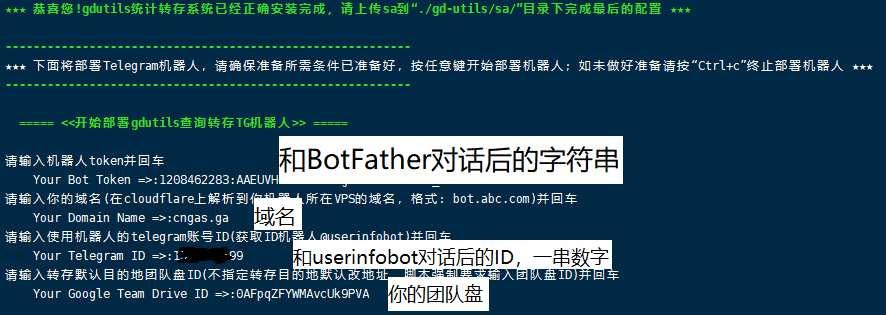 ★★★ 恭喜您!gdutils统计转存系统已经正确安装完成，请上传sa到“./gd-utils/sa/”目录下完成最后的配置 ★★★
----------------------------------------------------------
★★★ 下面将部署Telegram机器人，请确保准备所需条件已准备好，按任意键开始部署机器人；如未做好准备请按“Ctrl+c”终止部署机器人 ★★★
----------------------------------------------------------
===== <<开始部署gdutils查询转存TG机器人>> =====
请输入机器人token并回车
和BotFather对话后的字符串
Your Bot Token =>:1208462283:AAEUVH
请输入你的域名(在cloudflare上解析到你机器人所在VPS的域名，格式：bot.abc.com)并回车
Your Domain Name =>:cngas.ga
域名
请输入使用机器人的telegram账号ID(获取ID机器人@userinfobot)并回车
Your Telegram ID =>:1 99
和userinfobot对话后的ID，一串数字
请输入转存默认目的地团队盘ID(不指定转存目的地默认改地址，脚本强制要求输入团队盘ID)并回车
Your Google Team Drive ID =>:0AFpqZFYWMAvcUk9PVA
你的团队盘